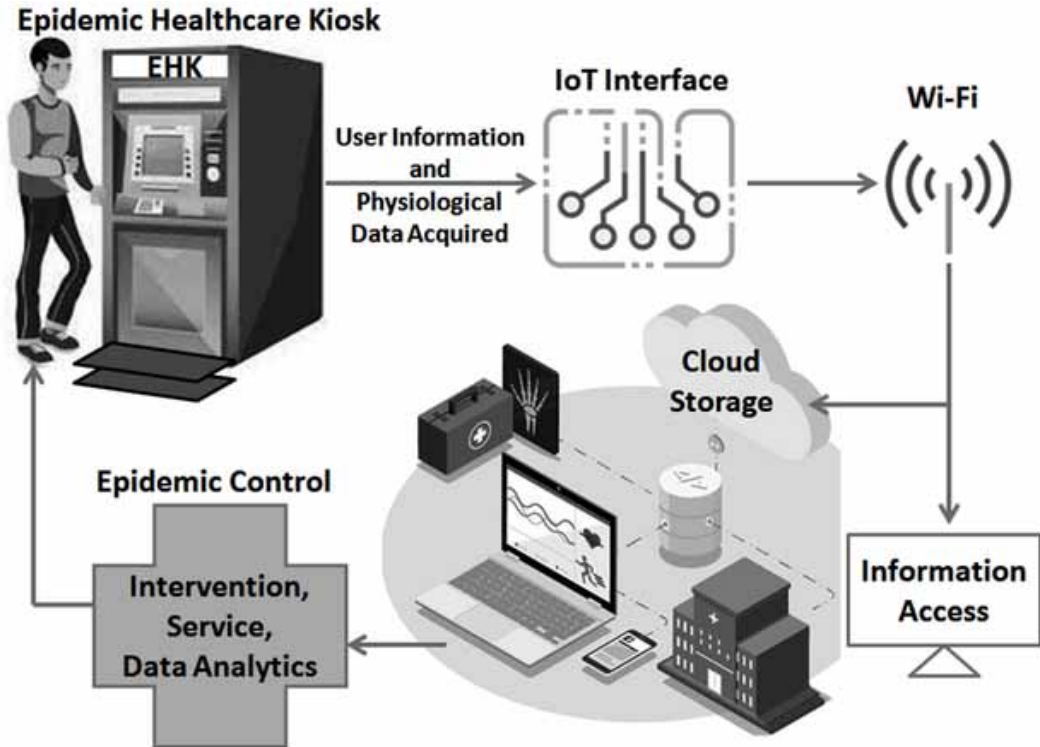 Epidemic Healthcare Kiosk
EHK
IoT Interface
Wi-Fi
User Information
and
Physiological
Data Acquired
Cloud
Storage
</>
Epidemic Control
Intervention,
Service,
Data Analytics
Information
Access